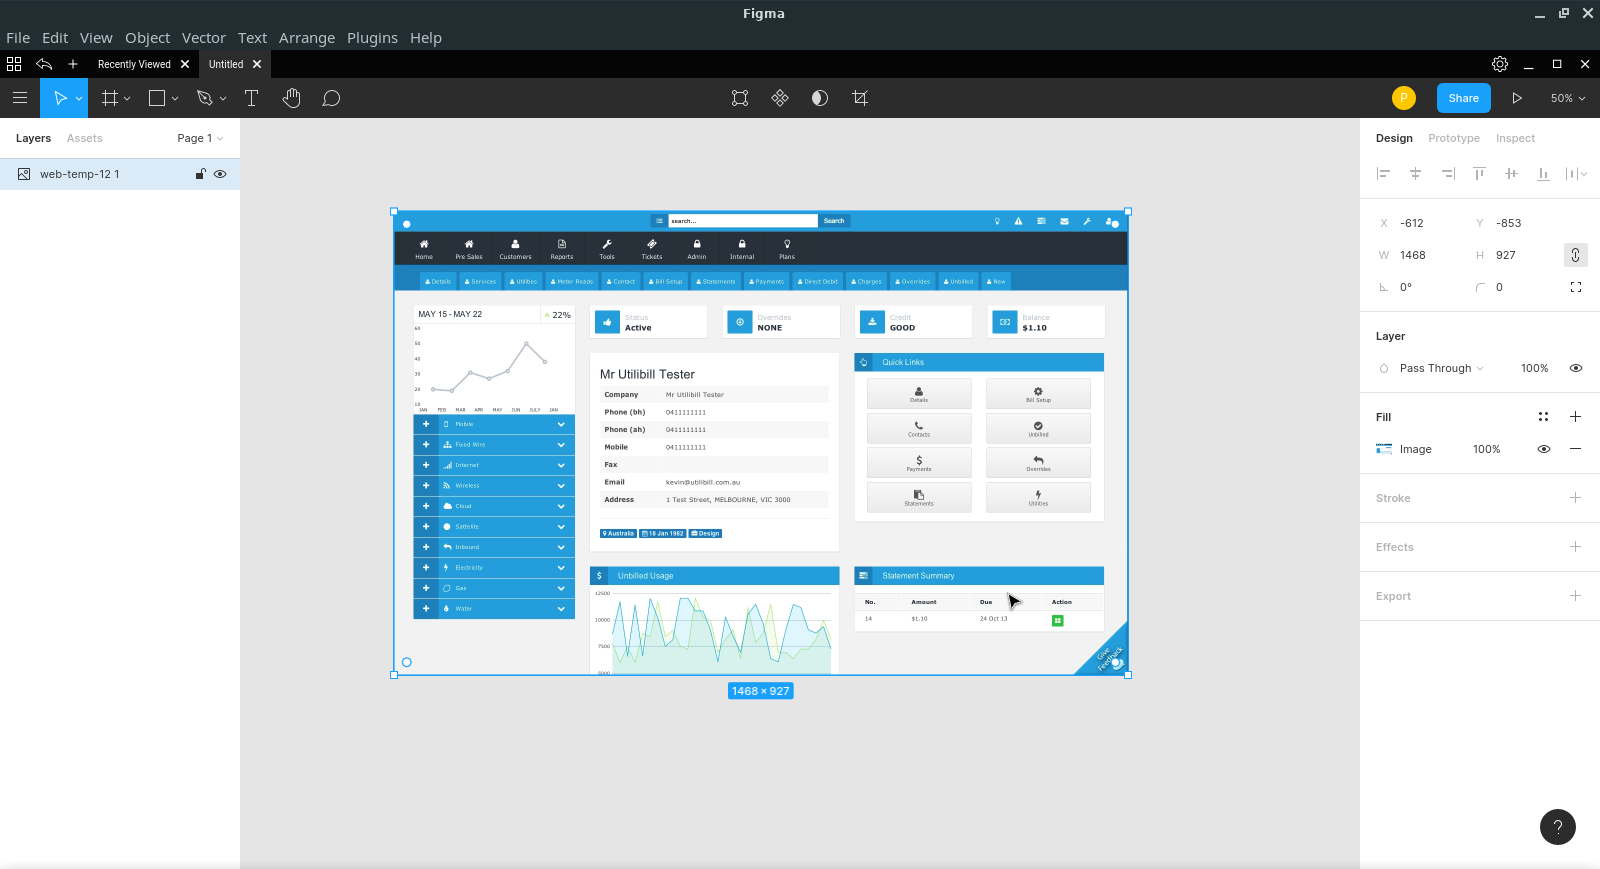 Figma
File Edit View Object Vector Text Arrange Plugins Help
Recently Viewed Untitled
P Share 50%
Layers Assets Page 1
Design Prototype Inspect
web-temp-12 1
X -612 Y -853
W 1468 H 927
0° 0
Layer
Pass Through 100%
Fill
Image 100%
Stroke
Effects
Export
?
search... Search
Home Pre Sales Customers Reports Tools Tickets Admin Internal Plans
Details Services Utilities Meter Reads Contact Bill Setup Statements Payments Direct Debit Charges Overrides Unbilled New
MAY 15 - MAY 22 22%
60
50
40
30
20
10
JAN FEB MAR APR MAY JUN JULY JAN
Mobile
Fixed Wire
Internet
Wireless
Cloud
Sattelite
Inbound
Electricity
Gas
Water
Status
Active
Overrides
NONE
Credit
GOOD
Balance
$1.10
Mr Utilibill Tester
Company Mr Utilibill Tester
Phone (bh) 0411111111
Phone (ah) 0411111111
Mobile 0411111111
Fax
Email kevin@utilibill.com.au
Address 1 Test Street, MELBOURNE, VIC 3000
Australia 18 Jan 1982 Design
Quick Links
Details Bill Setup
Contacts Unbilled
Payments Overrides
Statements Utilities
Unbilled Usage
12500
10000
7500
5000
Statement Summary
No. Amount Due Action
14 $1.10 24 Oct 13
Give
Feedback
1468 × 927